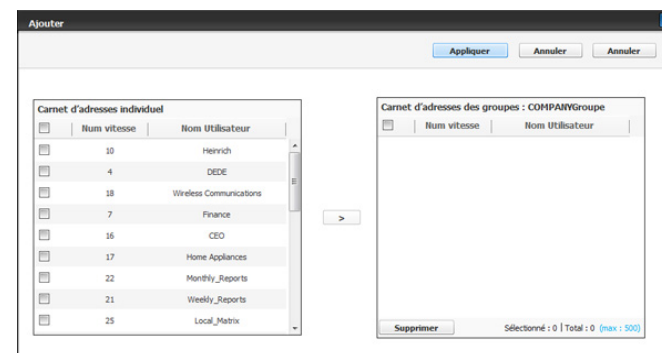 Ajouter
Appliquer Annuler Annuler
Carnet d'adresses individuel
Num vitesse Nom Utilisateur
10 Heinrich
4 DEDE
18 Wireless Communications
7 Finance
16 CEO
17 Home Appliances
22 Monthly_Reports
21 Weekly_Reports
25 Local_Matrix
>
Carnet d'adresses des groupes : COMPANYGroupe
Num vitesse Nom Utilisateur
Supprimer Sélectionné : 0 | Total : 0 (max : 500)